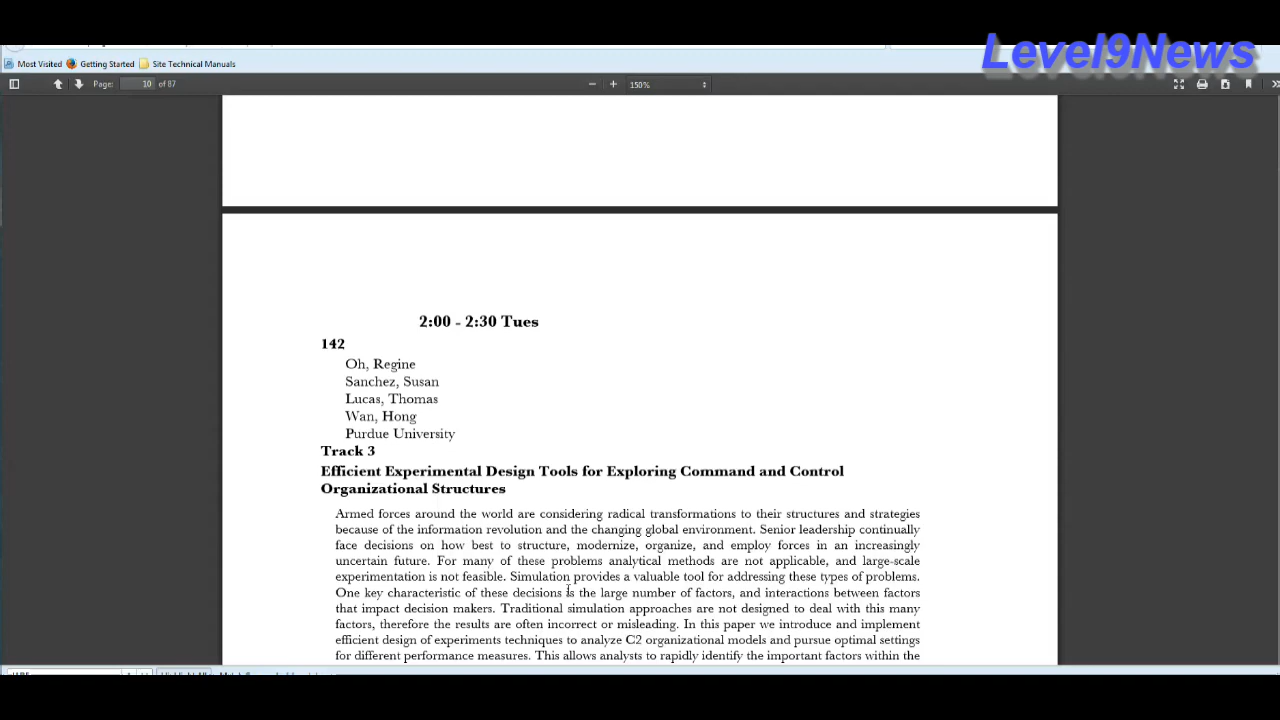 Level9News
Most Visited Getting Started Site Technical Manuals
Page: 10 of 87 150%
2:00 - 2:30 Tues
142
Oh, Regine
Sanchez, Susan
Lucas, Thomas
Wan, Hong
Purdue University
Track 3
Efficient Experimental Design Tools for Exploring Command and Control
Organizational Structures
Armed forces around the world are considering radical transformations to their structures and strategies
because of the information revolution and the changing global environment. Senior leadership continually
face decisions on how best to structure, modernize, organize, and employ forces in an increasingly
uncertain future. For many of these problems analytical methods are not applicable, and large-scale
experimentation is not feasible. Simulation provides a valuable tool for addressing these types of problems.
One key characteristic of these decisions is the large number of factors, and interactions between factors
that impact decision makers. Traditional simulation approaches are not designed to deal with this many
factors, therefore the results are often incorrect or misleading. In this paper we introduce and implement
efficient design of experiments techniques to analyze C2 organizational models and pursue optimal settings
for different performance measures. This allows analysts to rapidly identify the important factors within the